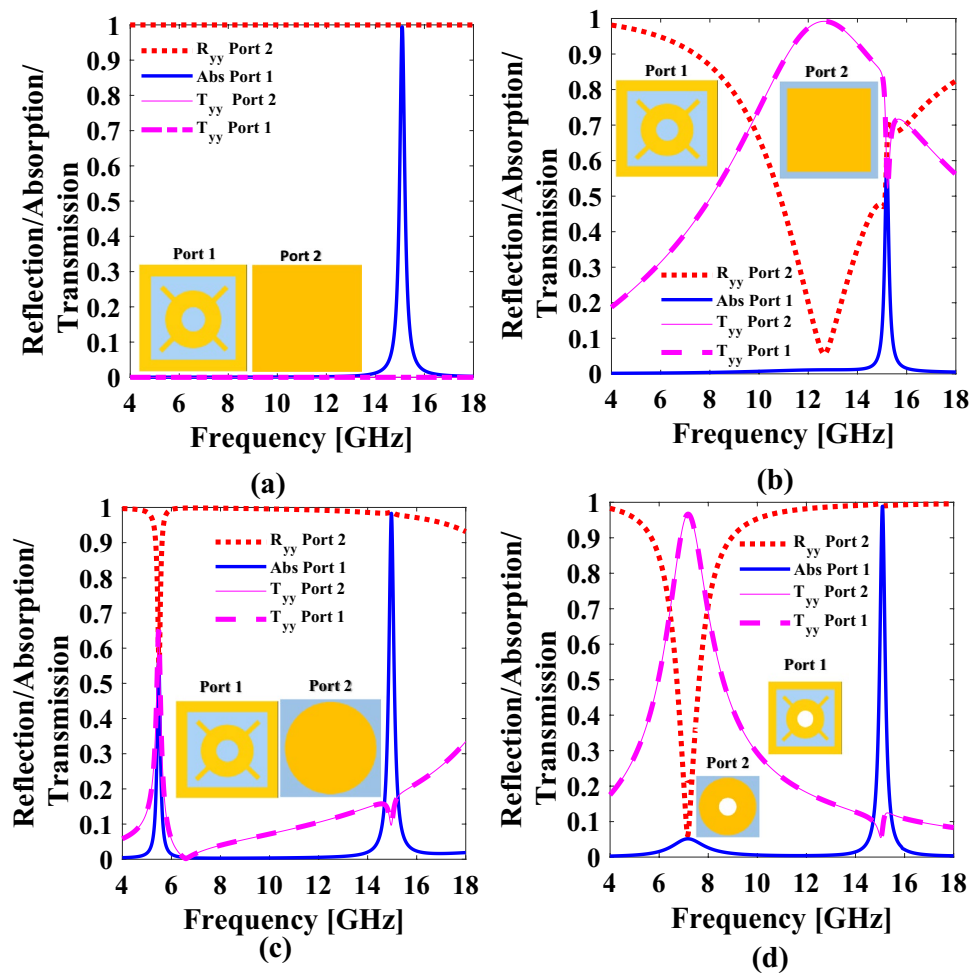 Reflection/Absorption/
Transmission
1
0.9
0.8
0.7
0.6
0.5
0.4
0.3
0.2
0.1
0
R_yy Port 2
Abs Port 1
T_yy Port 2
T_yy Port 1
Port 1
Port 2
4 6 8 10 12 14 16 18
Frequency [GHz]
(a)
Reflection/Absorption/
Transmission
1
0.9
0.8
0.7
0.6
0.5
0.4
0.3
0.2
0.1
0
Port 1
Port 2
R_yy Port 2
Abs Port 1
T_yy Port 2
T_yy Port 1
4 6 8 10 12 14 16 18
Frequency [GHz]
(b)
Reflection/Absorption/
Transmission
1
0.9
0.8
0.7
0.6
0.5
0.4
0.3
0.2
0.1
0
R_yy Port 2
Abs Port 1
T_yy Port 2
T_yy Port 1
Port 1
Port 2
4 6 8 10 12 14 16 18
Frequency [GHz]
(c)
Reflection/Absorption/
Transmission
1
0.9
0.8
0.7
0.6
0.5
0.4
0.3
0.2
0.1
0
R_yy Port 2
Abs Port 1
T_yy Port 2
T_yy Port 1
Port 1
Port 2
4 6 8 10 12 14 16 18
Frequency [GHz]
(d)